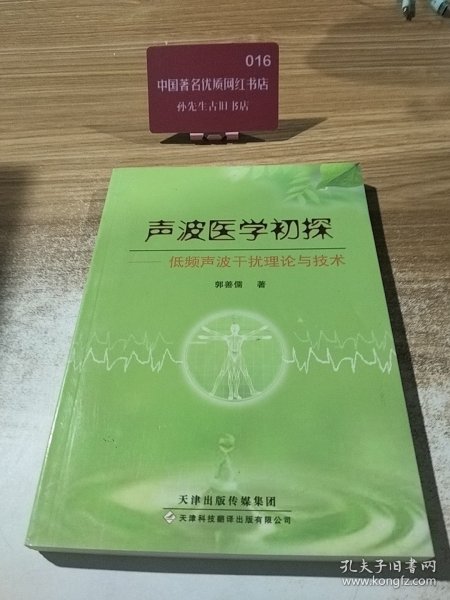 016
中国著名优质网红书店
孙先生古旧书店
声波医学初探
——低频声波干扰理论与技术
郭善儒 著
天津出版传媒集团
天津科技翻译出版有限公司
孔夫子旧书网
www.kongfz.com